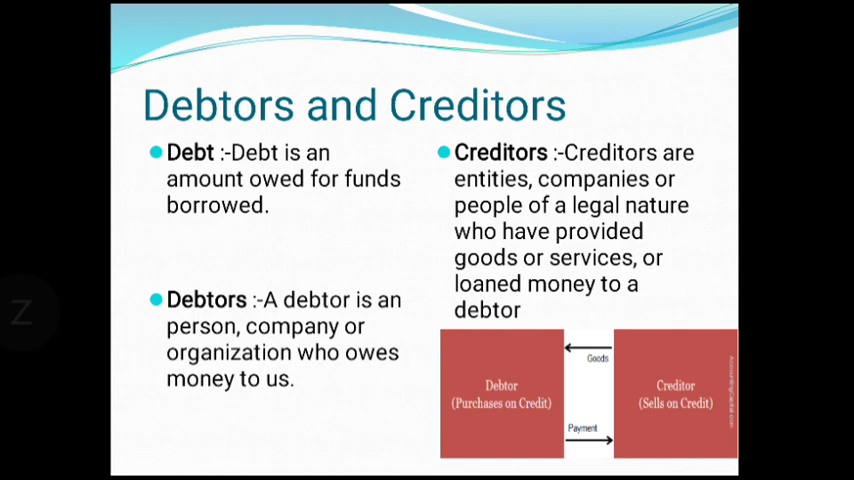 Debtors and Creditors
Debt :-Debt is an
amount owed for funds
borrowed.
Debtors :-A debtor is an
person, company or
organization who owes
money to us.
Creditors :-Creditors are
entities, companies or
people of a legal nature
who have provided
goods or services, or
loaned money to a
debtor
Debtor
(Purchases on Credit)
Goods
Payment
Creditor
(Sells on Credit)
AccountingCapital.com
Z